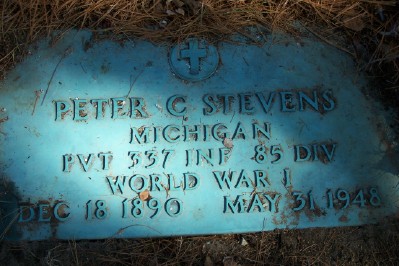 PETER C STEVENS
MICHIGAN
PVT 337 INF 85 DIV
WORLD WAR I
DEC 18 1890 MAY 31 1948